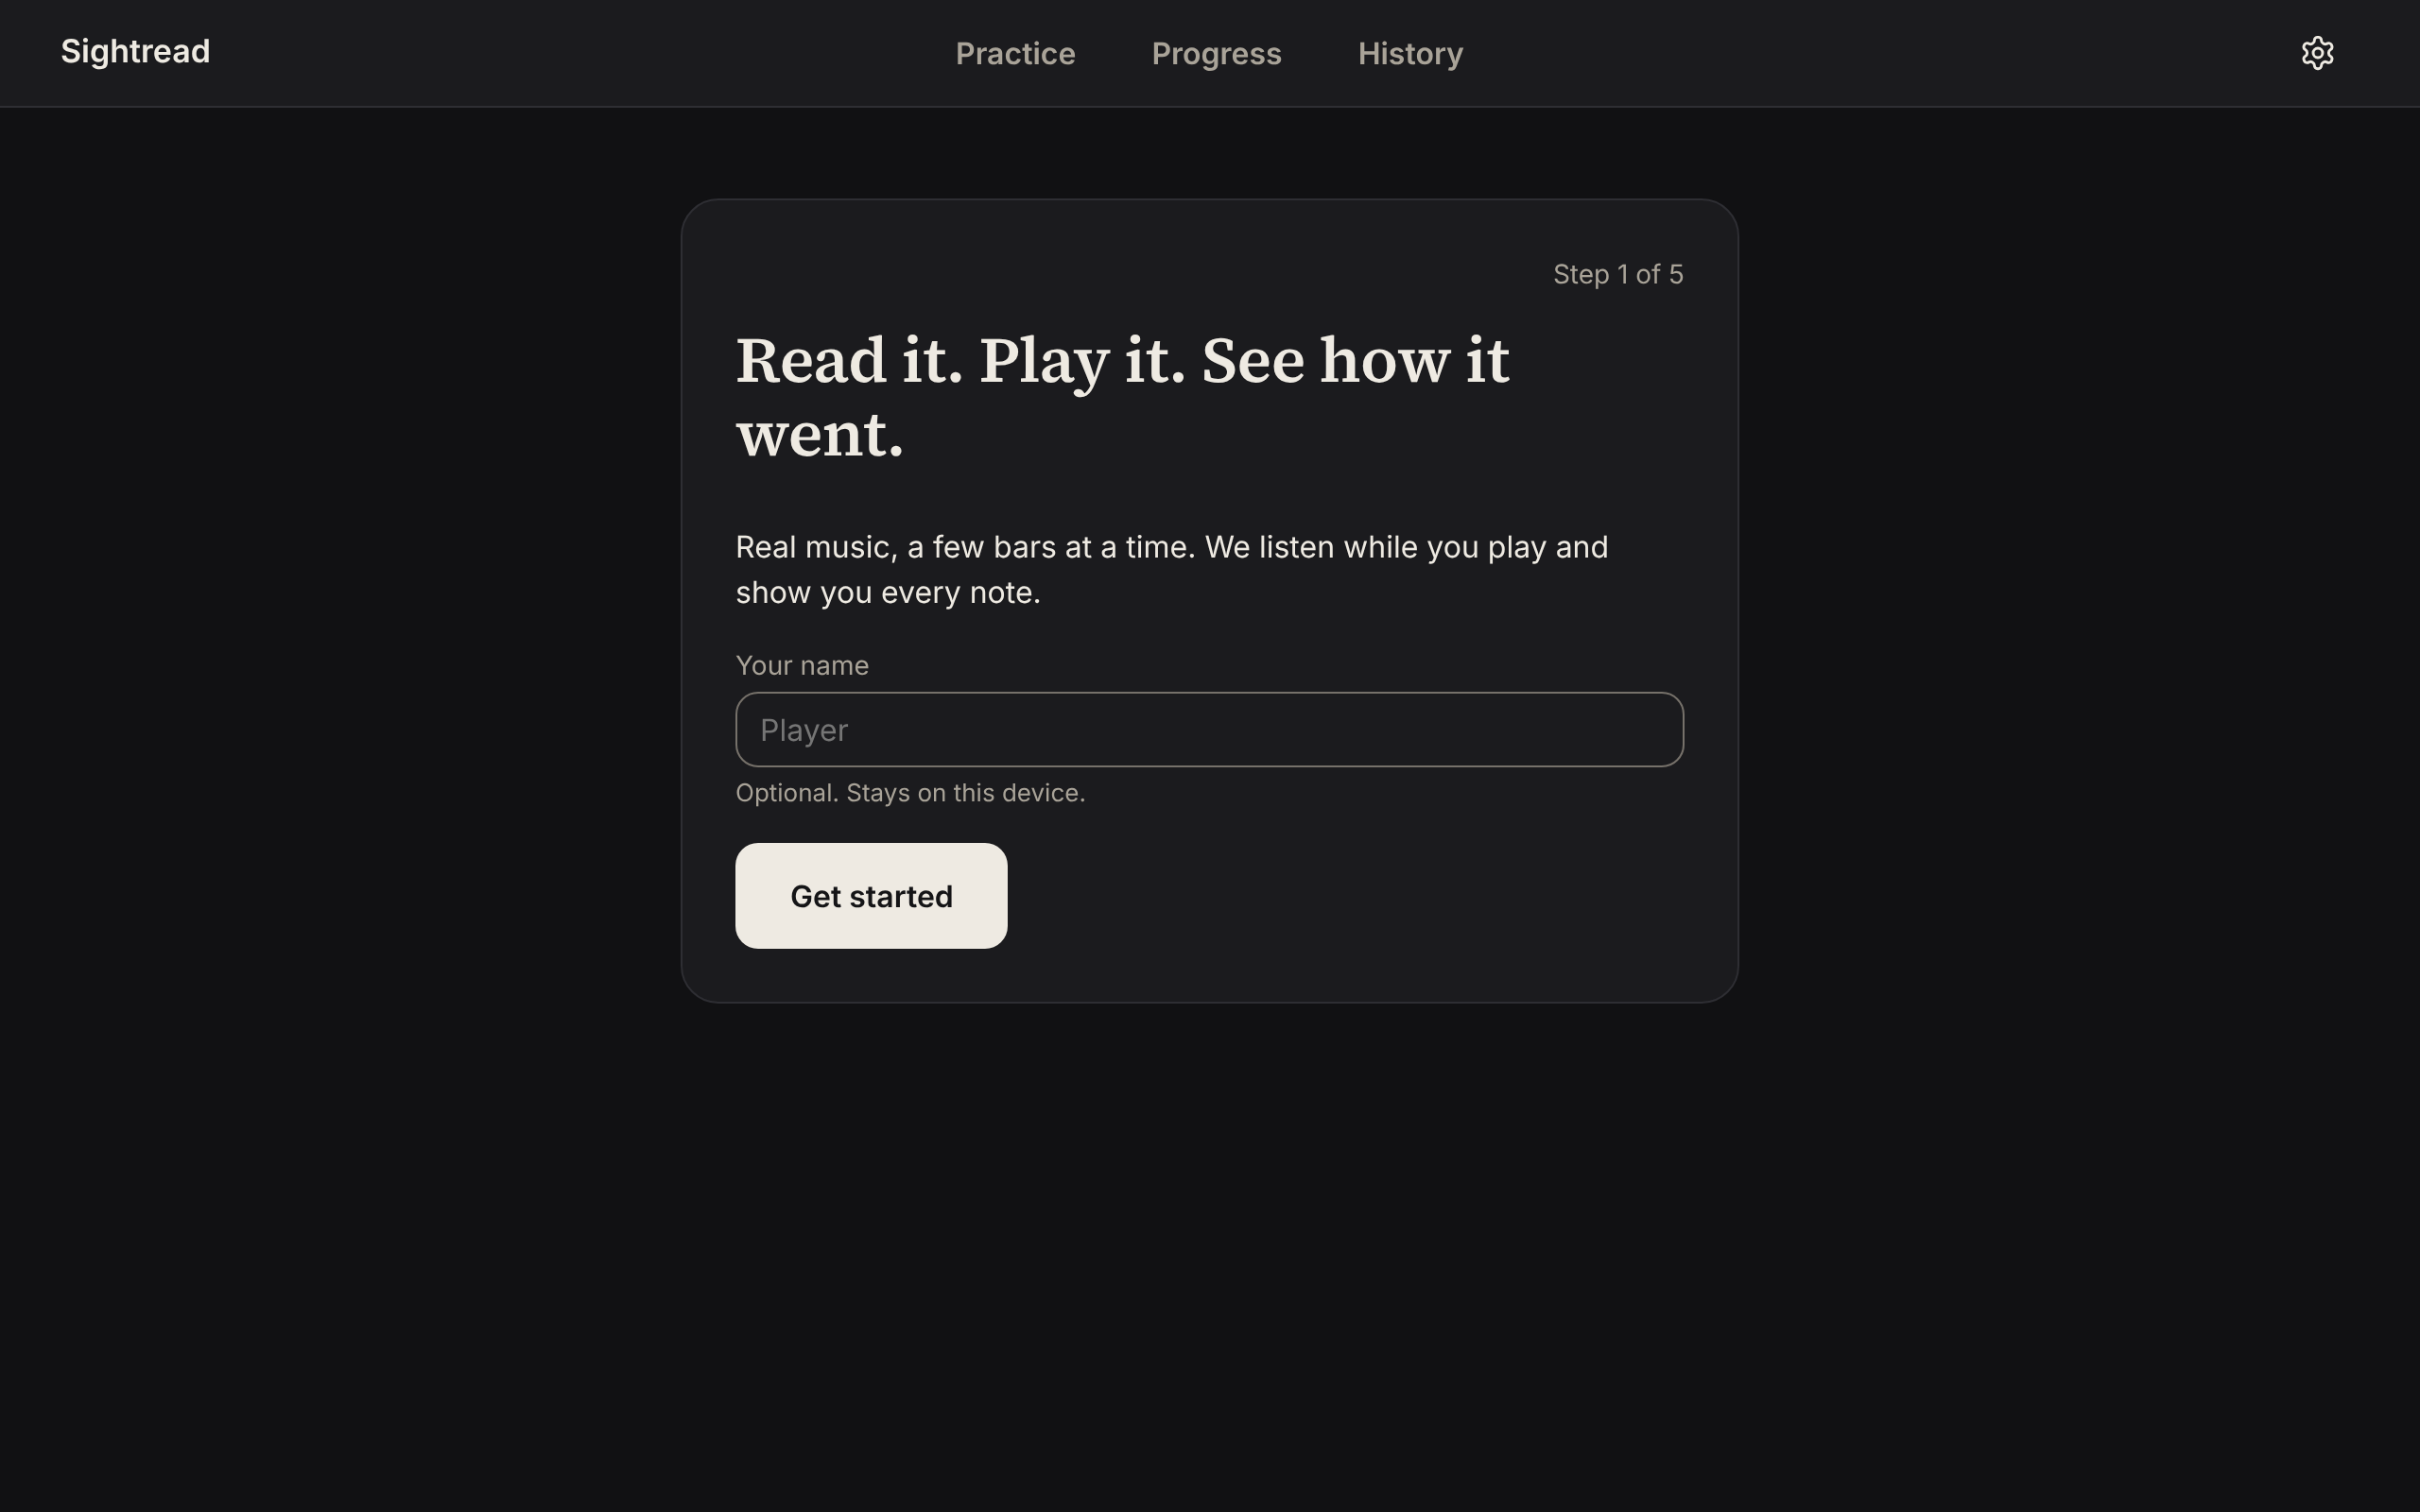 Sightread
Practice
Progress
History
Step 1 of 5
Read it. Play it. See how it
went.
Real music, a few bars at a time. We listen while you play and
show you every note.
Your name
Player
Optional. Stays on this device.
Get started